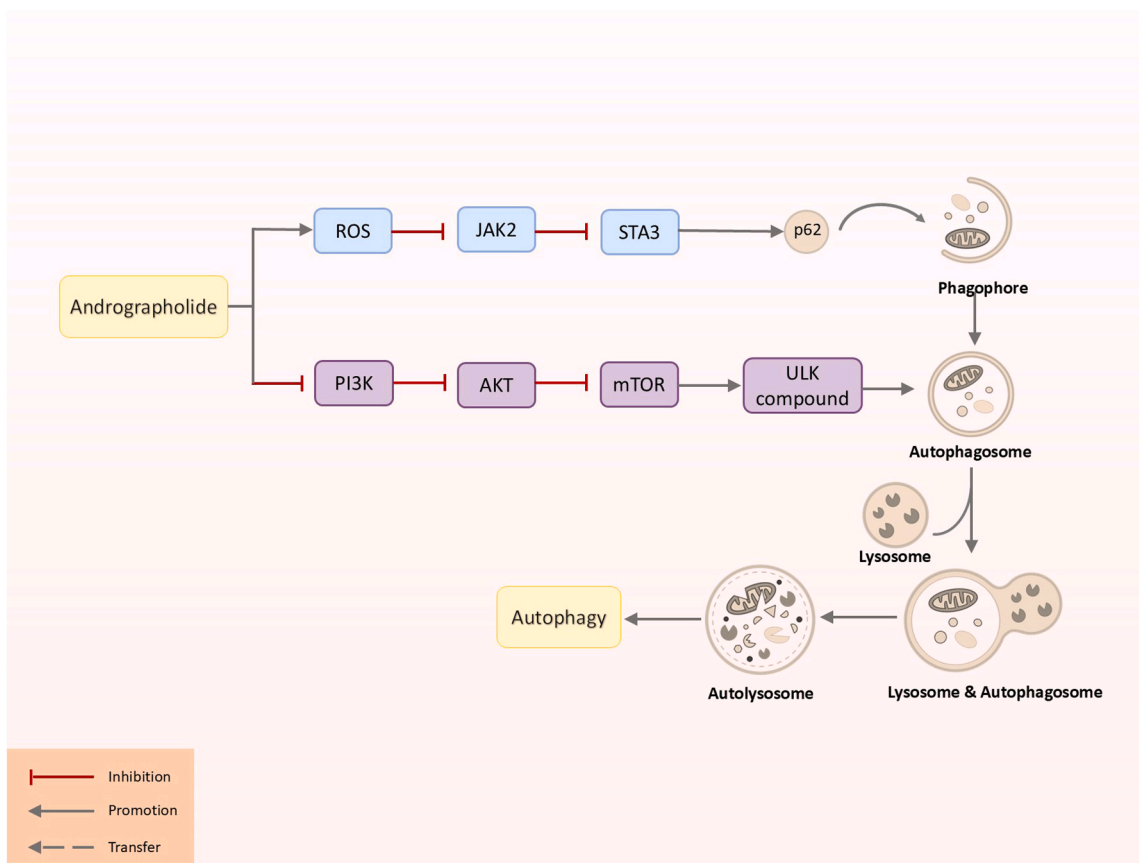 ROS
JAK2
STA3
p62
Phagophore
Andrographolide
PI3K
AKT
mTOR
ULK
compound
Autophagosome
Lysosome
Autophagy
Autolysosome
Lysosome & Autophagosome
Inhibition
Promotion
Transfer